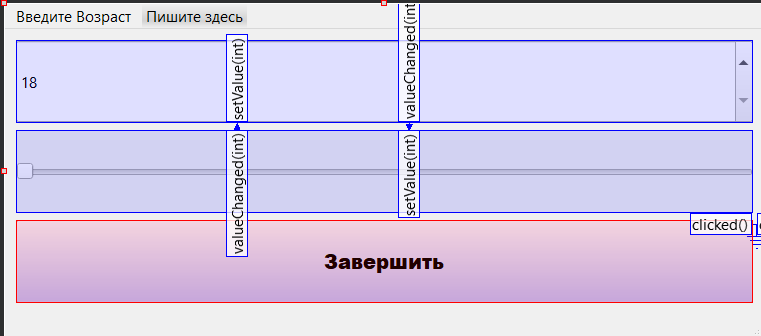 Введите Возраст Пишите здесь
18
setValue(int)
valueChanged(int
valueChanged(int)
setValue(int)
clicked()
Завершить